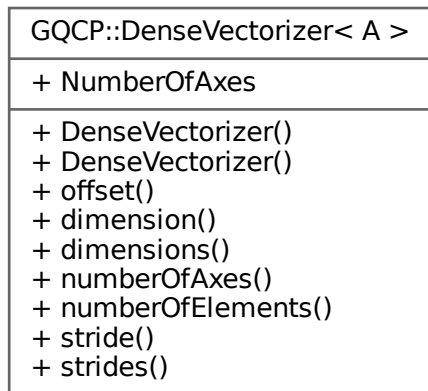 GQCP::DenseVectorizer< A >
+ NumberOfAxes
+ DenseVectorizer()
+ DenseVectorizer()
+ offset()
+ dimension()
+ dimensions()
+ numberOfAxes()
+ numberOfElements()
+ stride()
+ strides()